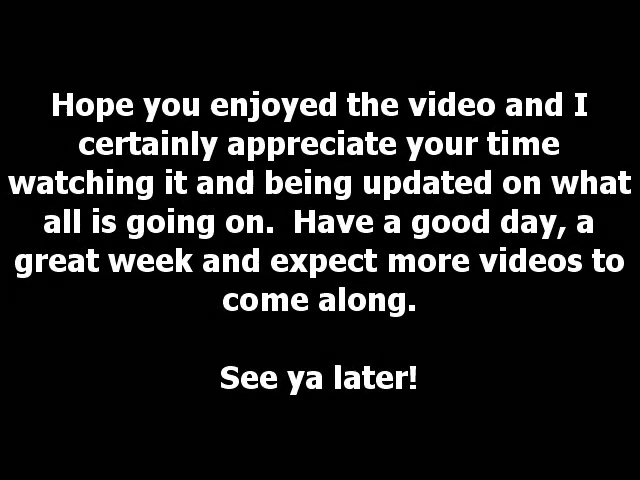 Hope you enjoyed the video and I
certainly appreciate your time
watching it and being updated on what
all is going on.  Have a good day, a
great week and expect more videos to
come along.
See ya later!